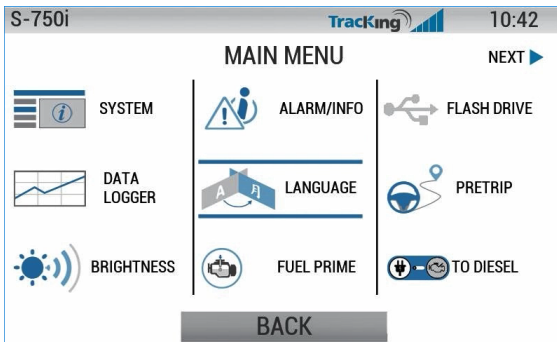 S-750i TracKing 10:42
MAIN MENU NEXT
SYSTEM ALARM/INFO FLASH DRIVE
DATA
LOGGER LANGUAGE PRETRIP
BRIGHTNESS FUEL PRIME TO DIESEL
BACK